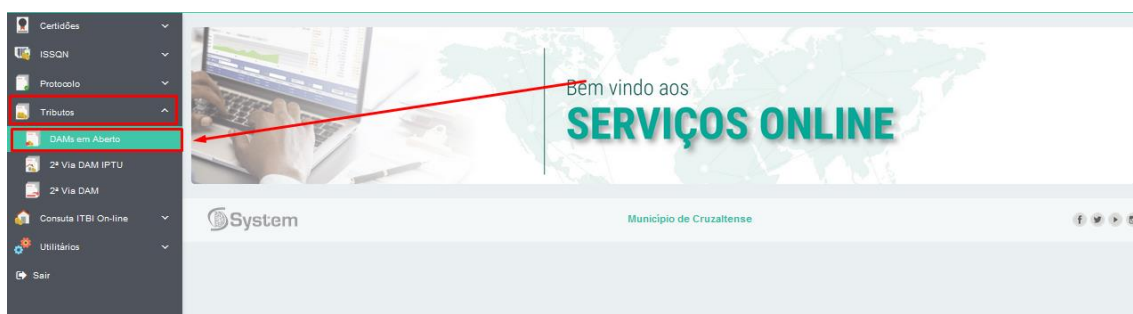 Certidões
ISSQN
Protocolo
Tributos
DAMs em Aberto
2ª Via DAM IPTU
2ª Via DAM
Consuta ITBI On-line
Utilitários
Sair
Bem vindo aos
SERVIÇOS ONLINE
System
Municipio de Cruzaltense